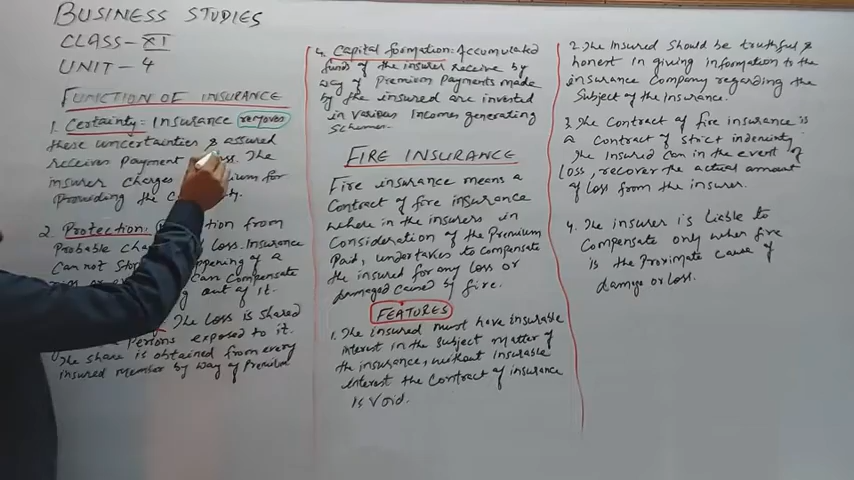 BUSINESS STUDIES
CLASS-XI
UNIT-4
FUNCTION OF INSURANCE
1. Certainty= Insurance removes
these uncertainties & assured
receives Payment loss. The
insurer charges Premium for
Providing the
2. Protection: from
Probable loss. Insurance
Can not happening of a
can compensate
out of it.
The Loss is shared
Persons exposed to it.
The share is obtained from every
insured member by way of Premium
4. Capital formation: Accumulated
funds of the insurer receive by
way of Premium Payments made
by the insured are invested
in various Incomes generating
Schemes.
FIRE INSURANCE
Fire insurance means a
Contract of fire insurance
where in the insurers in
Consideration of the Premium
Paid, undertakes to Compensate
the insured for any Loss or
damaged caused by fire.
FEATURES
1. The insured must have insurable
interest in the subject matter of
the insurance, without insurable
interest the Contract of insurance
is void.
2. The Insured should be truthful &
honest in giving information to the
insurance Company regarding the
Subject of the Insurance.
3. The Contract of fire insurance is
a Contract of strict indeninty
The Insured can in the event of
Loss, recover the actual amount
of Loss from the insurer.
4. The insurer is liable to
Compensate only when fire
is the Proximate cause of
damage or Loss.